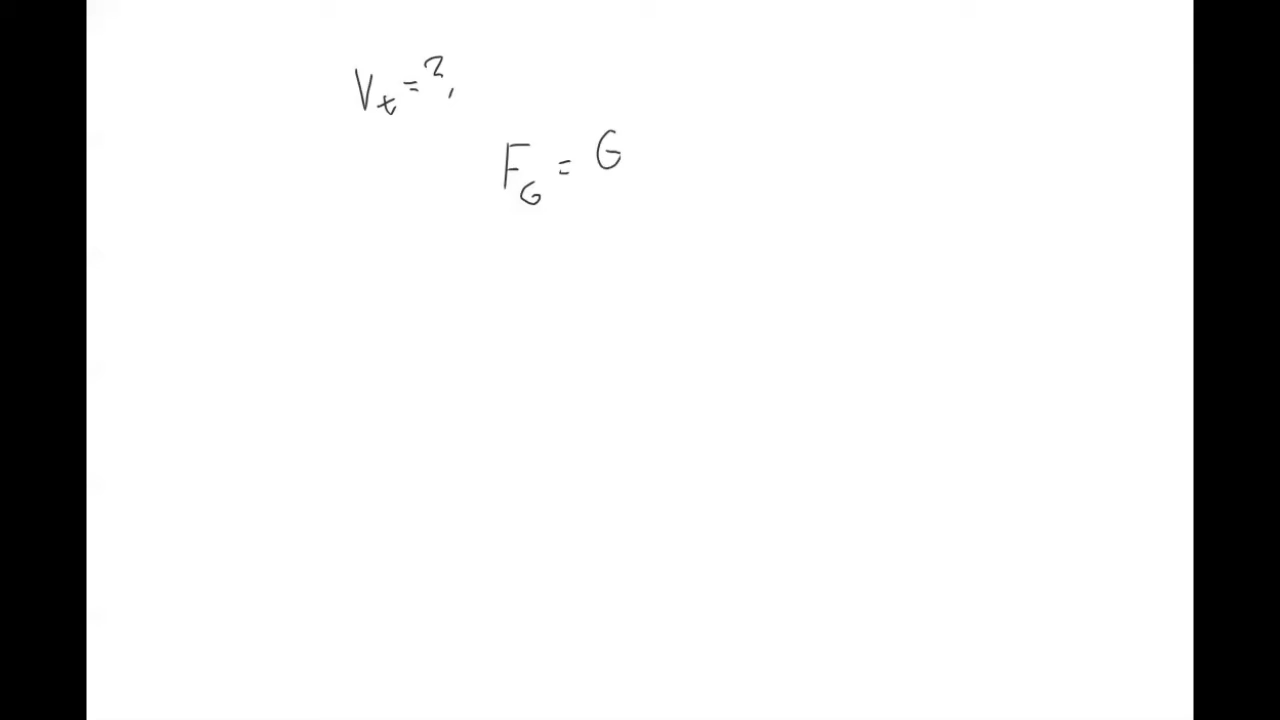 V_t = ?
F_G = G